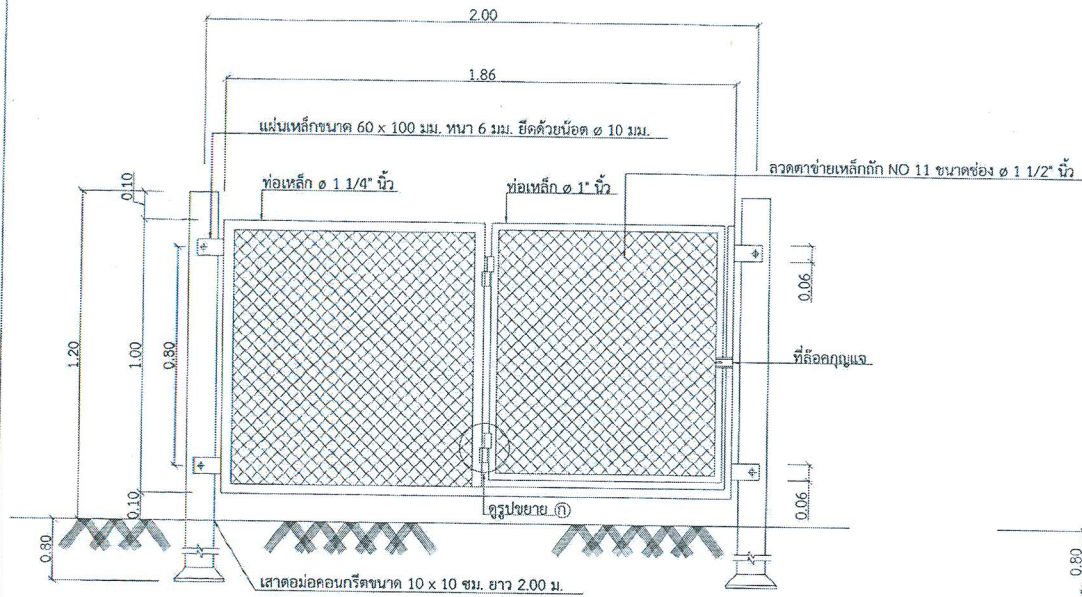 2.00
1.86
แผ่นเหล็กขนาด 60 x 100 มม. หนา 6 มม. ยึดด้วยน๊อต ø 10 มม.
ลวดตาข่ายเหล็กถัก NO 11 ขนาดช่อง ø 1 1/2" นิ้ว
ท่อเหล็ก ø 1 1/4" นิ้ว
ท่อเหล็ก ø 1" นิ้ว
0.10
1.20
1.00
0.80
0.06
ที่ล๊อคกุญแจ
0.10
0.06
ดูรูปขยาย ก
0.80
0.80
เสาตอม่อคอนกรีตขนาด 10 x 10 ซม. ยาว 2.00 ม.